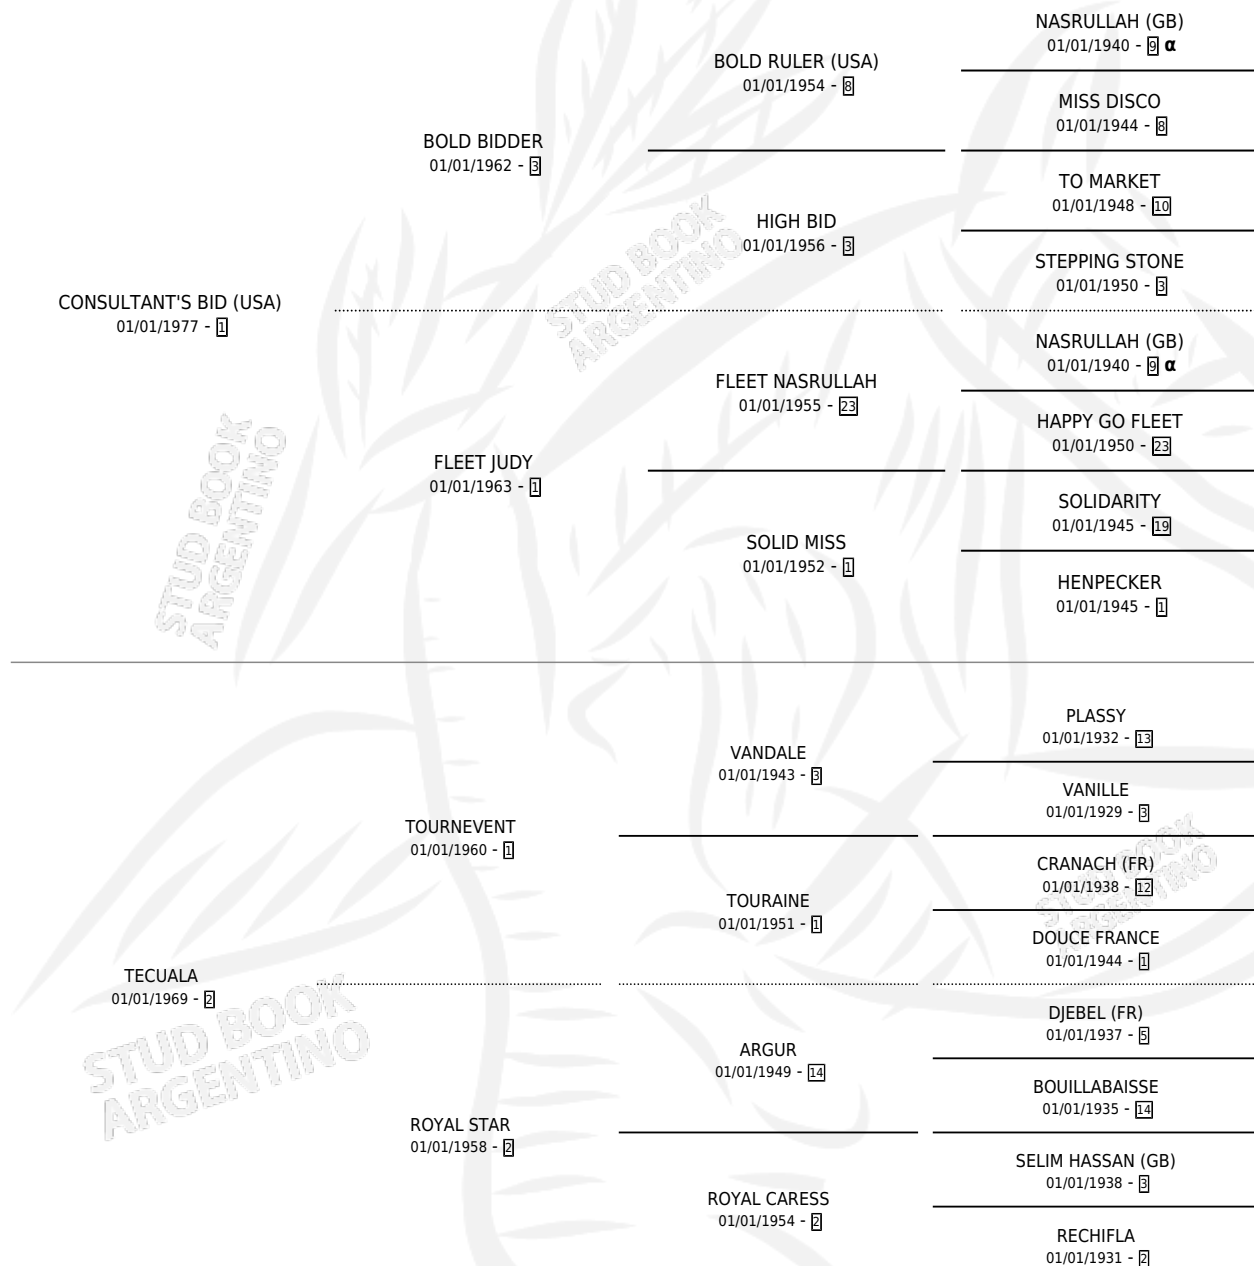 NASRULLAH (GB)
01/01/1940 - 9 α
BOLD RULER (USA)
01/01/1954 - 8
MISS DISCO
01/01/1944 - 8
BOLD BIDDER
01/01/1962 - 3
TO MARKET
01/01/1948 - 10
HIGH BID
01/01/1956 - 3
STEPPING STONE
01/01/1950 - 3
CONSULTANT'S BID (USA)
01/01/1977 - 1
NASRULLAH (GB)
01/01/1940 - 9 α
FLEET NASRULLAH
01/01/1955 - 23
HAPPY GO FLEET
01/01/1950 - 23
FLEET JUDY
01/01/1963 - 1
SOLIDARITY
01/01/1945 - 19
SOLID MISS
01/01/1952 - 1
HENPECKER
01/01/1945 - 1
PLASSY
01/01/1932 - 13
VANDALE
01/01/1943 - 3
VANILLE
01/01/1929 - 3
TOURNEVENT
01/01/1960 - 1
CRANACH (FR)
01/01/1938 - 12
TOURAINE
01/01/1951 - 1
DOUCE FRANCE
01/01/1944 - 1
TECUALA
01/01/1969 - 2
DJEBEL (FR)
01/01/1937 - 5
ARGUR
01/01/1949 - 14
BOUILLABAISSE
01/01/1935 - 14
ROYAL STAR
01/01/1958 - 2
SELIM HASSAN (GB)
01/01/1938 - 3
ROYAL CARESS
01/01/1954 - 2
RECHIFLA
01/01/1931 - 2
STUD BOOK
ARGENTINO
STUD BOOK
ARGENTINO
STUD BOOK
ARGENTINO
STUD BOOK
ARGENTINO